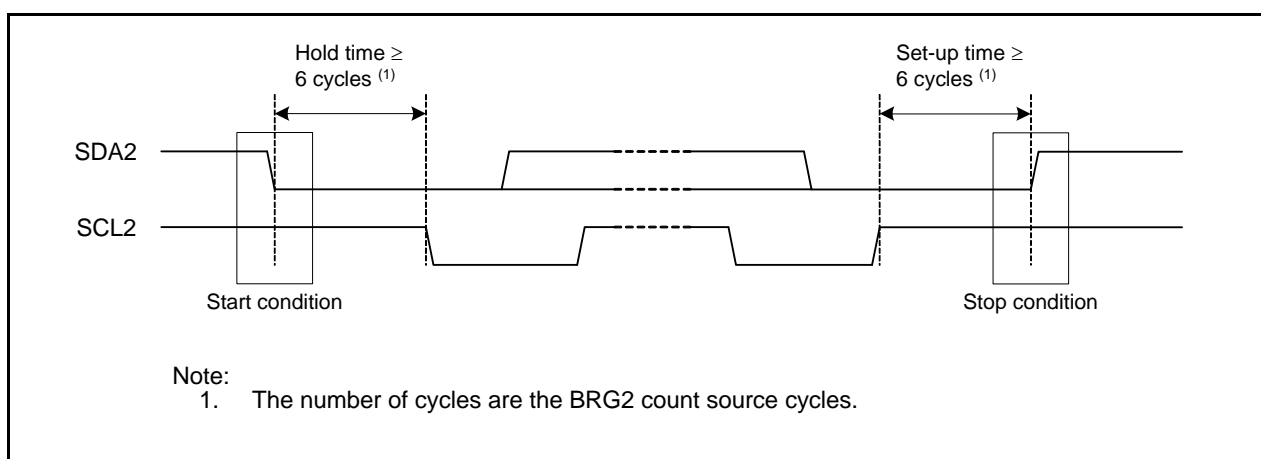 Hold time ≥
6 cycles (1)
Set-up time ≥
6 cycles (1)
SDA2
SCL2
Start condition
Stop condition
Note:
1. The number of cycles are the BRG2 count source cycles.